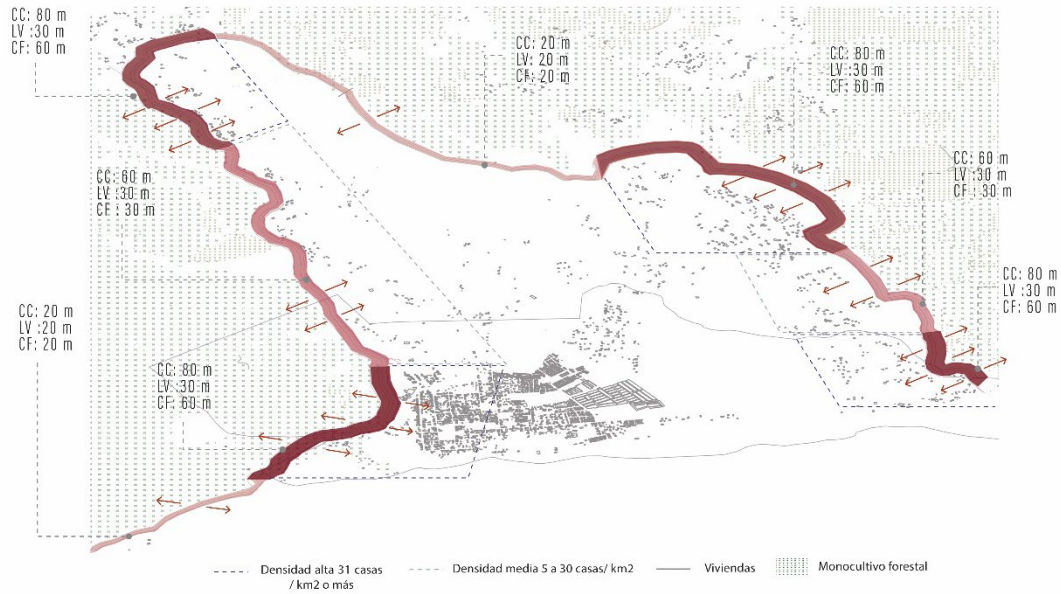 CC: 80 m
LV :30 m
CF: 60 m
CC: 20 m
LV: 20 m
CF: 20 m
CC: 80 m
LV :30 m
CF: 60 m
CC: 60 m
LV :30 m
CF : 30 m
CC: 60 m
LV :30 m
CF : 30 m
CC: 80 m
LV :30 m
CF: 60 m
CC: 20 m
LV: 20 m
CF: 20 m
CC: 80 m
LV :30 m
CF: 60 m
Densidad alta 31 casas
/ km2 o más
Densidad media 5 a 30 casas/ km2
Viviendas
Monocultivo forestal